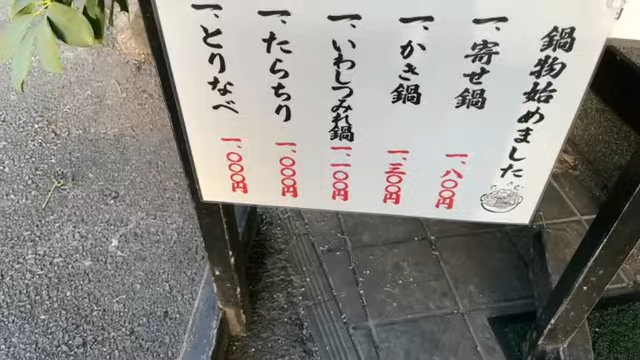 鍋物始めました
一、寄せ鍋 一、八〇〇円
一、かき鍋 一、三〇〇円
一、いわしつみれ鍋 一、一〇〇円
一、たらちり 一、〇〇〇円
一、とりなべ 一、〇〇〇円